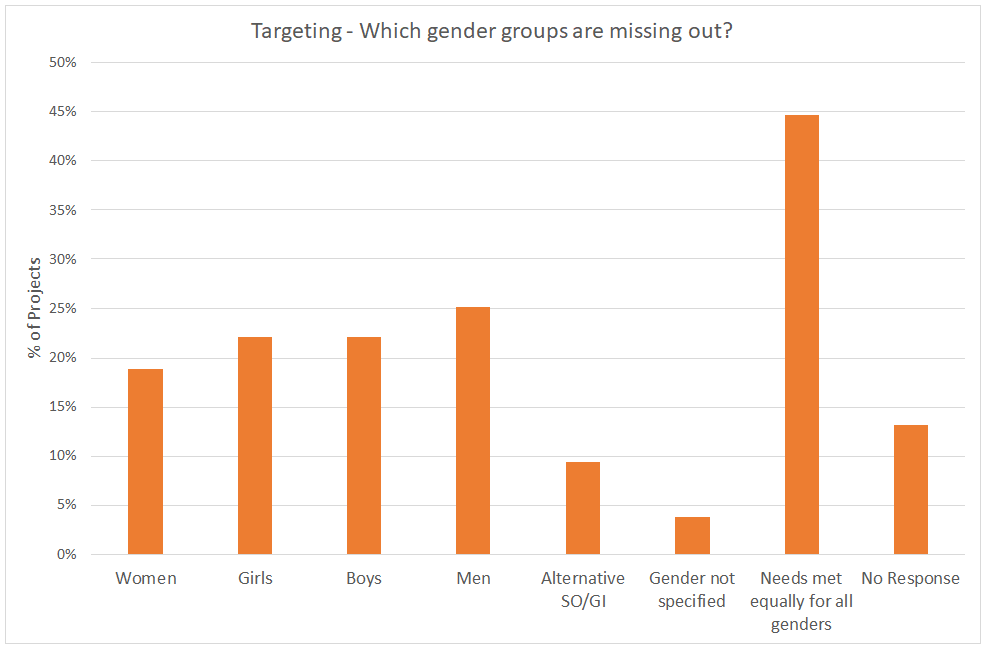 Targeting - Which gender groups are missing out?
50%
45%
40%
35%
30%
25%
20%
15%
10%
5%
0%
% of Projects
Women
Girls
Boys
Men
Alternative
SO/GI
Gender not
specified
Needs met
equally for all
genders
No Response